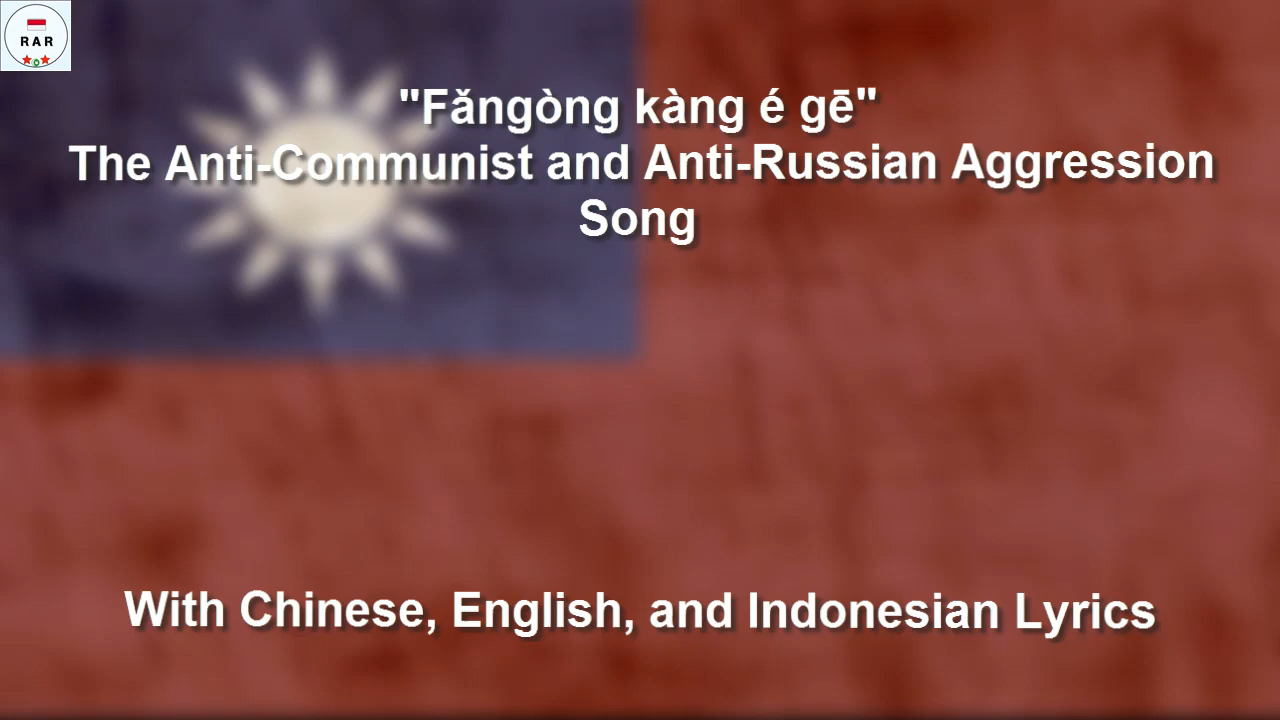 RAR
"Fǎngòng kàng é gē"
The Anti-Communist and Anti-Russian Aggression
Song
With Chinese, English, and Indonesian Lyrics